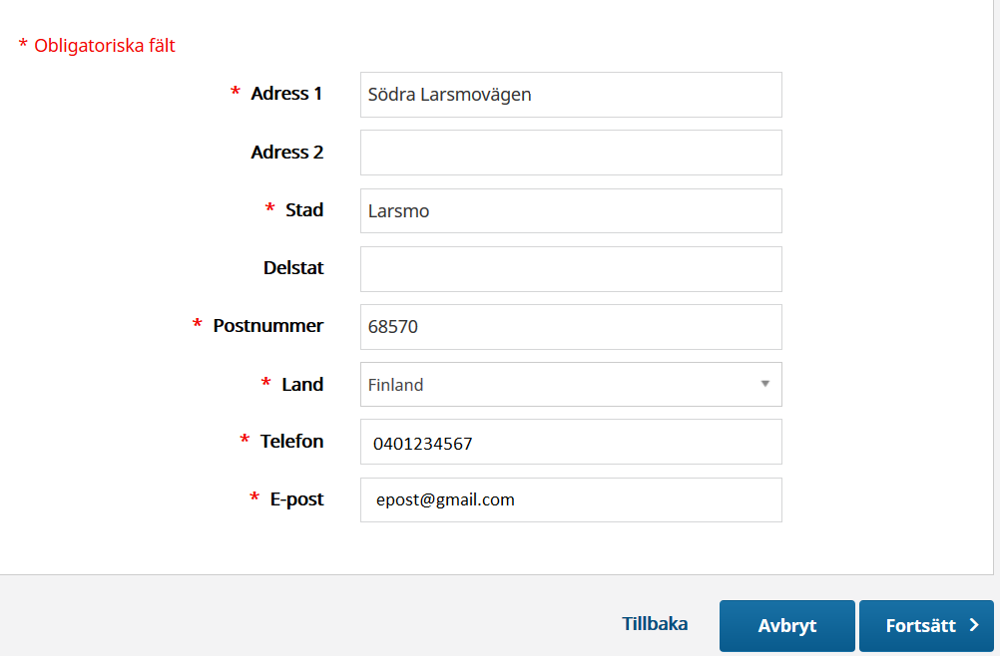 * Obligatoriska fält
* Adress 1 Södra Larsmovägen
Adress 2
* Stad Larsmo
Delstat
* Postnummer 68570
* Land Finland
* Telefon 0401234567
* E-post epost@gmail.com
Tillbaka Avbryt Fortsätt